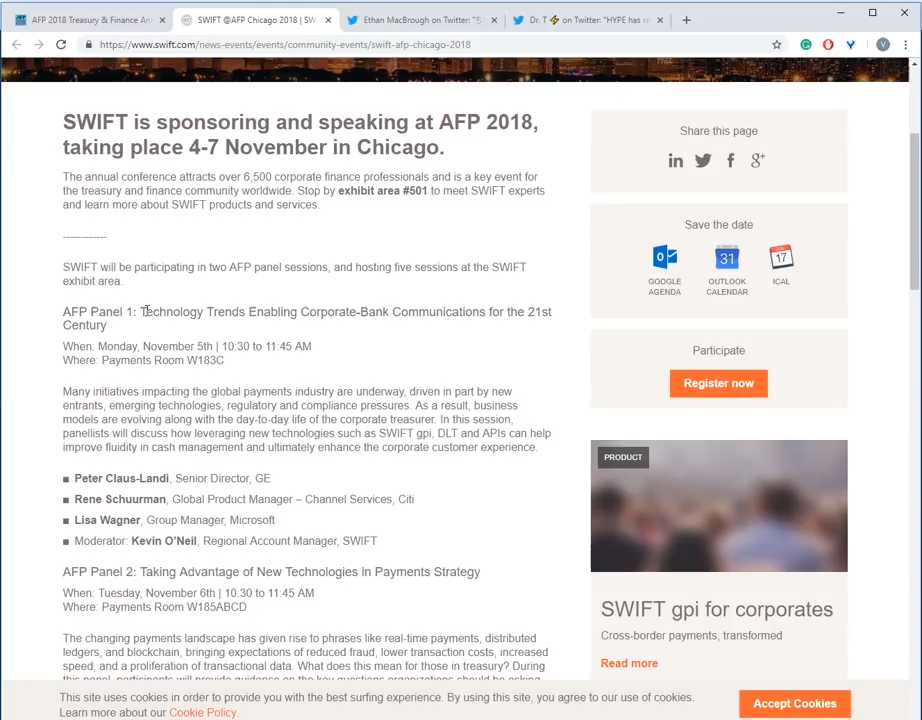 AFP 2018 Treasury & Finance An
SWIFT @AFP Chicago 2018 | SW
Ethan MacBrough on Twitter: "5
Dr. T⚡ on Twitter: "HYPE has r
https://www.swift.com/news-events/events/community-events/swift-afp-chicago-2018
V
SWIFT is sponsoring and speaking at AFP 2018,
taking place 4-7 November in Chicago.
The annual conference attracts over 6,500 corporate finance professionals and is a key event for
the treasury and finance community worldwide. Stop by exhibit area #501 to meet SWIFT experts
and learn more about SWIFT products and services.
------------
SWIFT will be participating in two AFP panel sessions, and hosting five sessions at the SWIFT
exhibit area.
AFP Panel 1: Technology Trends Enabling Corporate-Bank Communications for the 21st
Century
When: Monday, November 5th | 10:30 to 11:45 AM
Where: Payments Room W183C
Many initiatives impacting the global payments industry are underway, driven in part by new
entrants, emerging technologies, regulatory and compliance pressures. As a result, business
models are evolving along with the day-to-day life of the corporate treasurer. In this session,
panellists will discuss how leveraging new technologies such as SWIFT gpi, DLT and APIs can help
improve fluidity in cash management and ultimately enhance the corporate customer experience.
■ Peter Claus-Landi, Senior Director, GE
■ Rene Schuurman, Global Product Manager – Channel Services, Citi
■ Lisa Wagner, Group Manager, Microsoft
■ Moderator: Kevin O'Neil, Regional Account Manager, SWIFT
AFP Panel 2: Taking Advantage of New Technologies in Payments Strategy
When: Tuesday, November 6th | 10:30 to 11:45 AM
Where: Payments Room W185ABCD
The changing payments landscape has given rise to phrases like real-time payments, distributed
ledgers, and blockchain, bringing expectations of reduced fraud, lower transaction costs, increased
speed, and a proliferation of transactional data. What does this mean for those in treasury? During
this panel, participants will provide guidance on the key questions organizations should be asking
Share this page
Save the date
31
17
GOOGLE
AGENDA
OUTLOOK
CALENDAR
ICAL
Participate
Register now
PRODUCT
SWIFT gpi for corporates
Cross-border payments, transformed
Read more
This site uses cookies in order to provide you with the best surfing experience. By using this site, you agree to our use of cookies.
Learn more about our Cookie Policy.
Accept Cookies